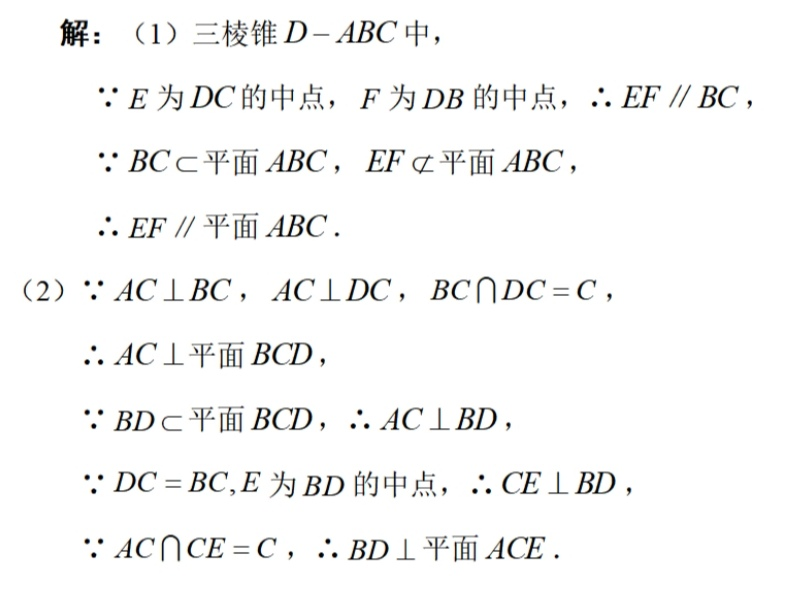 解：（1）三棱锥 D－ABC 中，
∵ E 为 DC 的中点， F 为 DB 的中点，∴ EF // BC，
∵ BC⊂平面 ABC， EF⊄平面 ABC，
∴ EF // 平面 ABC．
（2）∵ AC⊥BC， AC⊥DC， BC⋂DC = C，
∴ AC⊥平面 BCD，
∵ BD⊂平面 BCD，∴ AC⊥BD，
∵ DC = BC, E 为 BD 的中点，∴ CE⊥BD，
∵ AC⋂CE = C，∴ BD⊥平面 ACE．